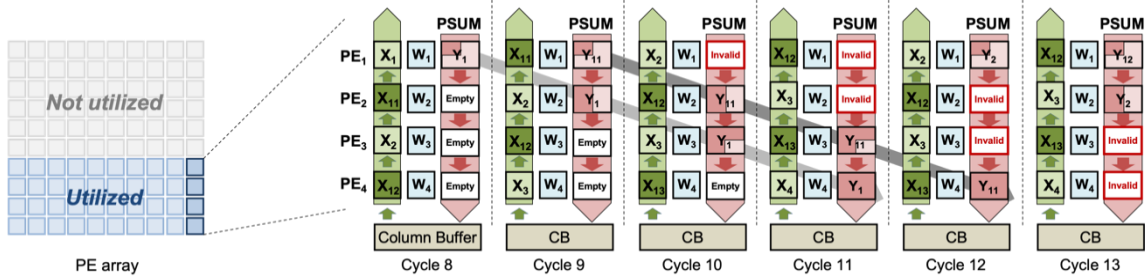 PSUM PSUM PSUM PSUM PSUM PSUM
PE₁ X₁ W₁ Y₁ X₁₁ W₁ Y₁₁ X₂ W₁ Invalid X₁₂ W₁ Invalid X₂ W₁ Y₂ X₁₂ W₁ Y₁₂
Not utilized
PE₂ X₁₁ W₂ Empty X₂ W₂ Y₁ X₁₂ W₂ Y₁₁ X₃ W₂ Invalid X₁₂ W₂ Invalid X₃ W₂ Y₂
PE₃ X₂ W₃ Empty X₁₂ W₃ Empty X₃ W₃ Y₁ X₁₃ W₃ Y₁₁ X₃ W₃ Invalid X₁₃ W₃ Invalid
Utilized
PE₄ X₁₂ W₄ Empty X₃ W₄ Empty X₁₃ W₄ Empty X₄ W₄ Y₁ X₁₃ W₄ Y₁₁ X₄ W₄ Invalid
Column Buffer CB CB CB CB CB
PE array Cycle 8 Cycle 9 Cycle 10 Cycle 11 Cycle 12 Cycle 13